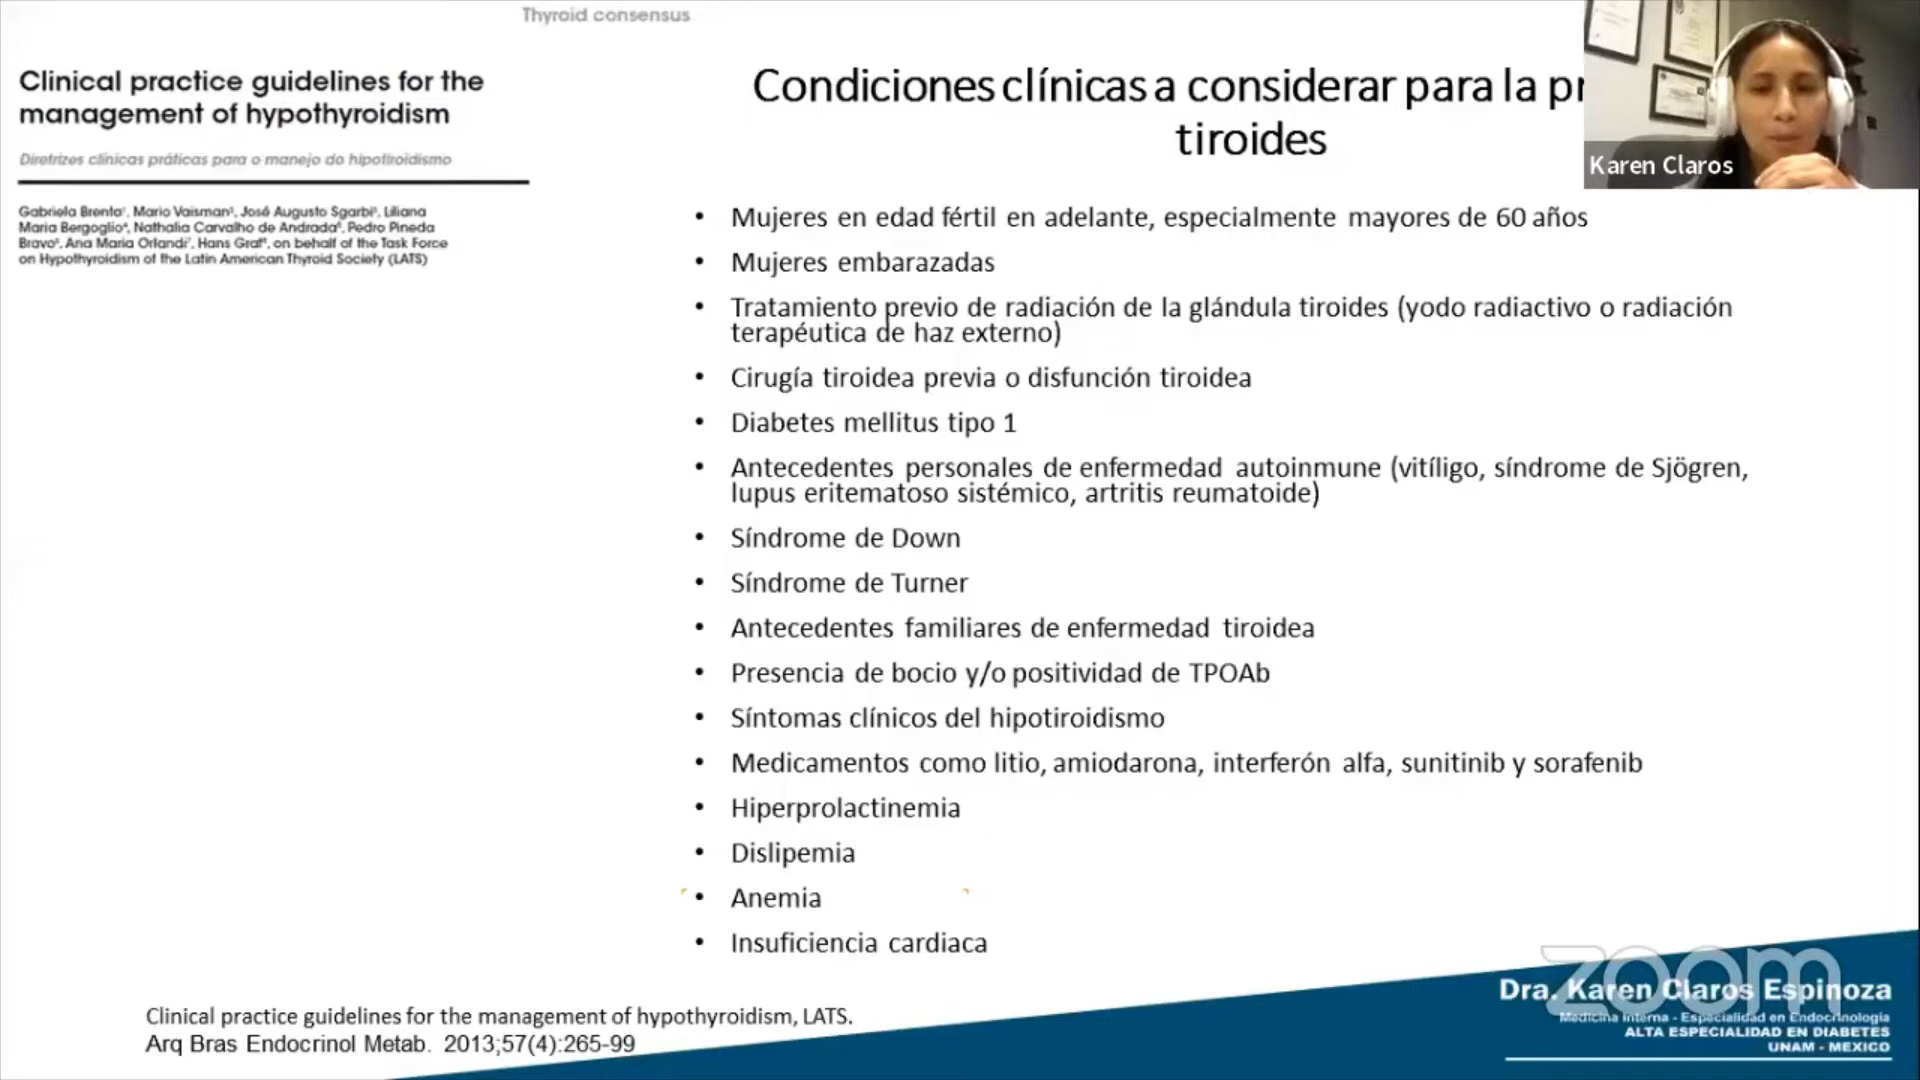 Thyroid consensus
Clinical practice guidelines for the
management of hypothyroidism
Diretrizes clínicas práticas para o manejo do hipotiroidismo
Gabriela Brenta¹, Mario Vaisman², José Augusto Sgarbi³, Liliana
Maria Bergoglio⁴, Nathalia Carvalho de Andrada⁵, Pedro Pineda
Bravo⁶, Ana Maria Orlandi⁷, Hans Graf⁸, on behalf of the Task Force
on Hypothyroidism of the Latin American Thyroid Society (LATS)
Condiciones clínicas a considerar para la
tiroides
Karen Claros
• Mujeres en edad fértil en adelante, especialmente mayores de 60 años
• Mujeres embarazadas
• Tratamiento previo de radiación de la glándula tiroides (yodo radiactivo o radiación
terapéutica de haz externo)
• Cirugía tiroidea previa o disfunción tiroidea
• Diabetes mellitus tipo 1
• Antecedentes personales de enfermedad autoinmune (vitíligo, síndrome de Sjögren,
lupus eritematoso sistémico, artritis reumatoide)
• Síndrome de Down
• Síndrome de Turner
• Antecedentes familiares de enfermedad tiroidea
• Presencia de bocio y/o positividad de TPOAb
• Síntomas clínicos del hipotiroidismo
• Medicamentos como litio, amiodarona, interferón alfa, sunitinib y sorafenib
• Hiperprolactinemia
• Dislipemia
• Anemia
• Insuficiencia cardiaca
Clinical practice guidelines for the management of hypothyroidism, LATS.
Arq Bras Endocrinol Metab. 2013;57(4):265-99
zoom
Dra. Karen Claros Espinoza
Medicina Interna - Especialidad en Endocrinología
ALTA ESPECIALIDAD EN DIABETES
UNAM - MEXICO